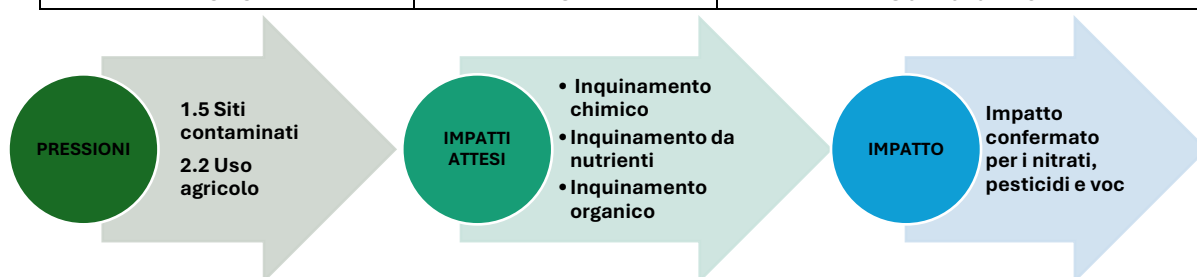 PRESSIONI
1.5 Siti
contaminati
2.2 Uso
agricolo
IMPATTI
ATTESI
• Inquinamento
chimico
• Inquinamento da
nutrienti
• Inquinamento
organico
IMPATTO
Impatto
confermato
per i nitrati,
pesticidi e voc